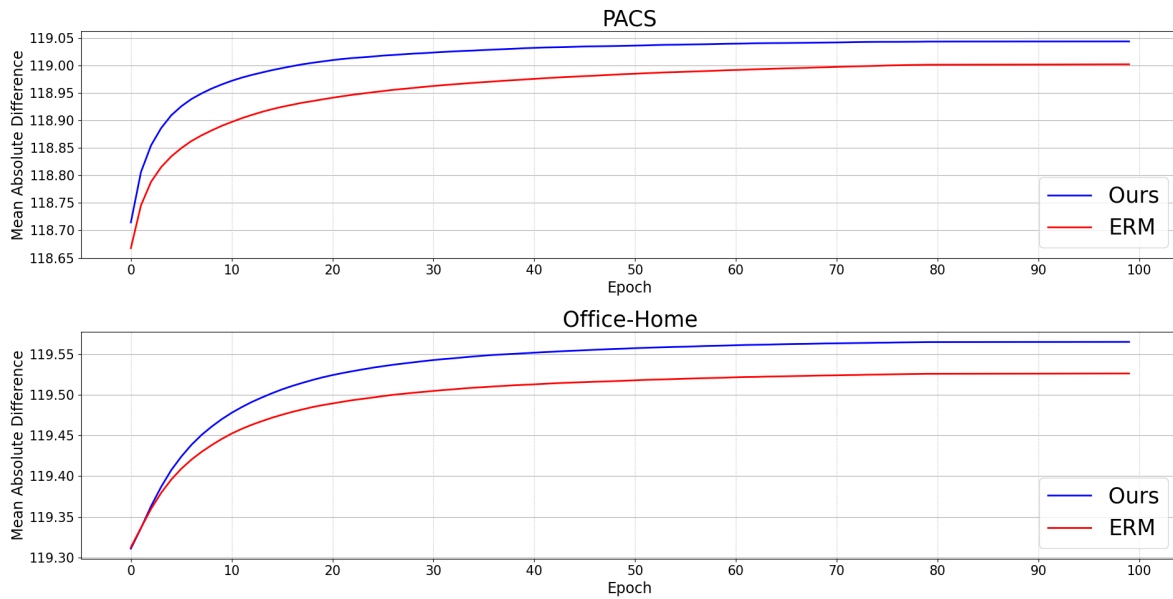 PACS
Mean Absolute Difference
119.05
119.00
118.95
118.90
118.85
118.80
118.75
118.70
118.65
Ours
ERM
0 10 20 30 40 50 60 70 80 90 100
Epoch
Office-Home
Mean Absolute Difference
119.55
119.50
119.45
119.40
119.35
119.30
Ours
ERM
0 10 20 30 40 50 60 70 80 90 100
Epoch